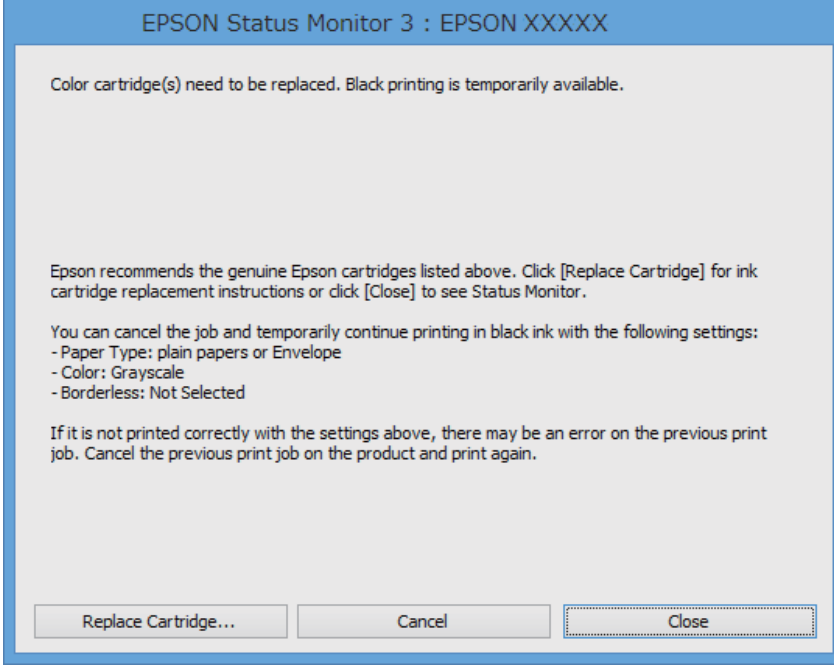 EPSON Status Monitor 3 : EPSON XXXXX
Color cartridge(s) need to be replaced. Black printing is temporarily available.
Epson recommends the genuine Epson cartridges listed above. Click [Replace Cartridge] for ink
cartridge replacement instructions or click [Close] to see Status Monitor.
You can cancel the job and temporarily continue printing in black ink with the following settings:
- Paper Type: plain papers or Envelope
- Color: Grayscale
- Borderless: Not Selected
If it is not printed correctly with the settings above, there may be an error on the previous print
job. Cancel the previous print job on the product and print again.
Replace Cartridge... Cancel Close